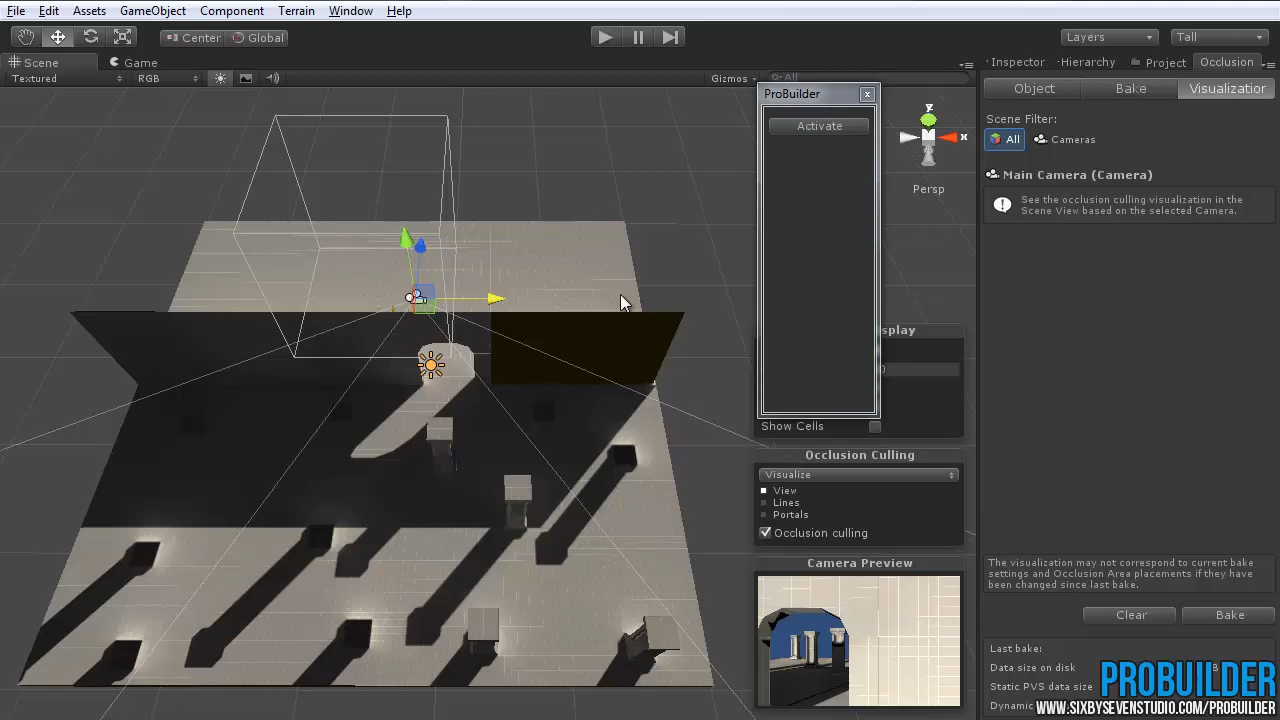 File Edit Assets GameObject Component Terrain Window Help
Center Global Layers Tall
Scene Game Inspector Hierarchy Project Occlusion
Textured RGB Gizmos All
ProBuilder x
Object Bake Visualization
Activate
y
x
Persp
Scene Filter:
All Cameras
Main Camera (Camera)
See the occlusion culling visualization in the
Scene View based on the selected Camera.
Show Cells
Occlusion Culling
Visualize
View
Lines
Portals
Occlusion culling
Camera Preview
The visualization may not correspond to current bake
settings and Occlusion Area placements if they have
been changed since last bake.
Clear Bake
Last bake:
Data size on disk
Static PVS data size
Dynamic
PROBUILDER
WWW.SIXBYSEVENSTUDIO.COM/PROBUILDER